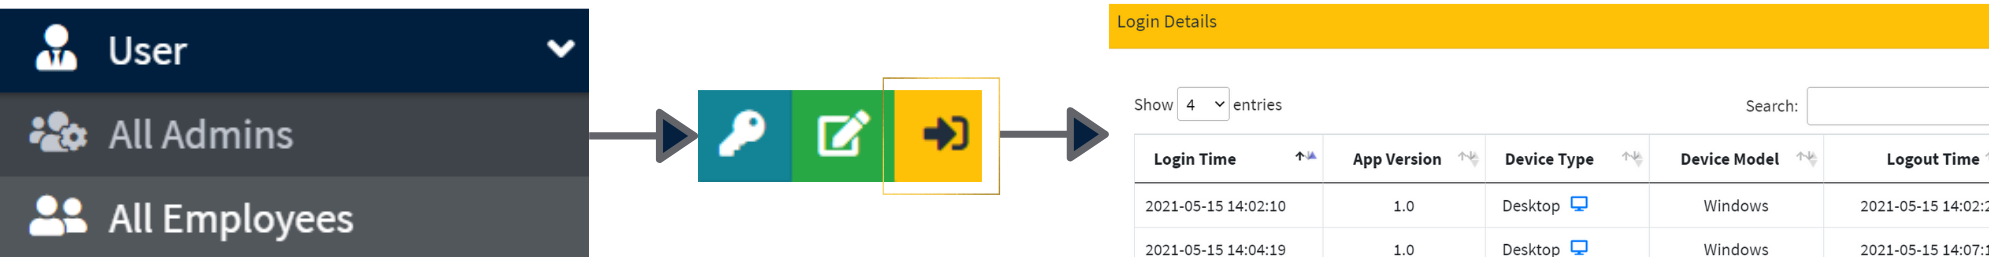 User
All Admins
All Employees
Login Details
Show 4 entries
Search:
Login Time App Version Device Type Device Model Logout Time
2021-05-15 14:02:10 1.0 Desktop Windows 2021-05-15 14:02:2
2021-05-15 14:04:19 1.0 Desktop Windows 2021-05-15 14:07:1